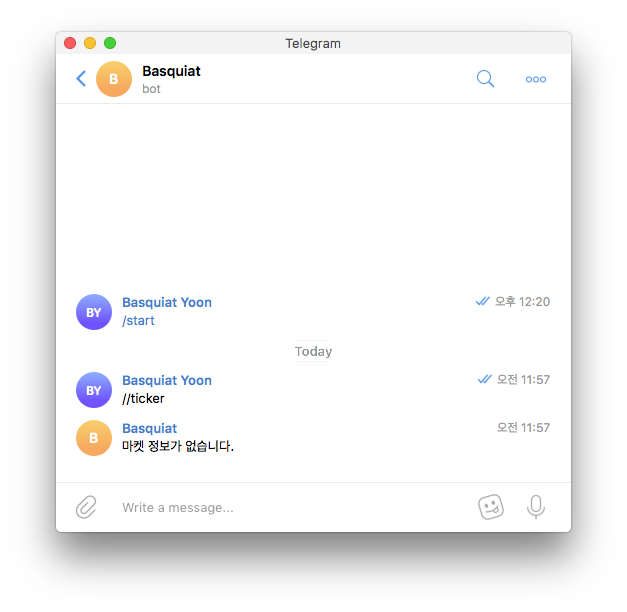 Telegram
B
Basquiat
bot
BY
Basquiat Yoon
오후 12:20
/start
Today
BY
Basquiat Yoon
오전 11:57
//ticker
B
Basquiat
오전 11:57
마켓 정보가 없습니다.
Write a message...